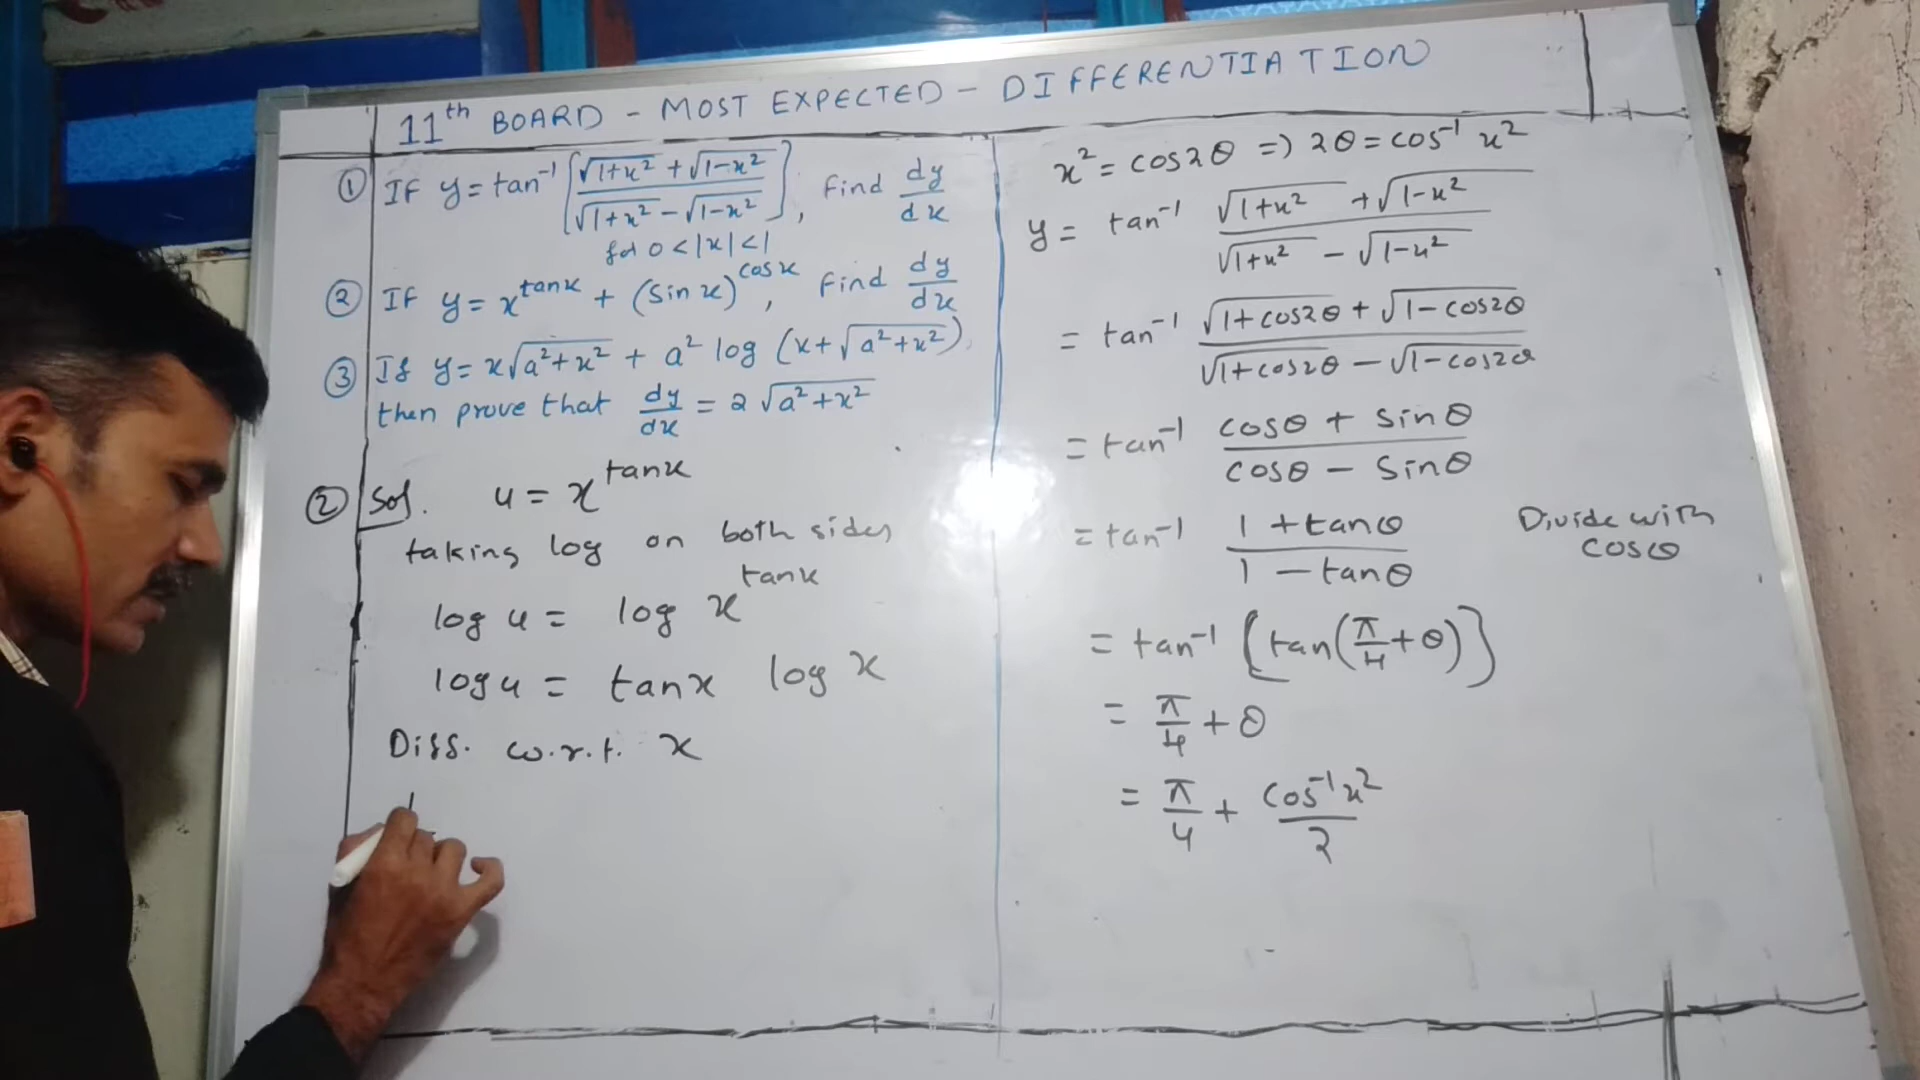 11th BOARD - MOST EXPECTED - DIFFERENTIATION
① If y = tan⁻¹ [(√1+x² + √1-x²) / (√1+x² - √1-x²)], Find dy/dx
for 0 < |x| < 1
② If y = x^tanx + (sin x)^cosx, Find dy/dx
③ If y = x√a²+x² + a² log (x+√a²+x²),
then prove that dy/dx = 2 √a²+x²
② Sol. u = x^tanx
taking log on both sides
log u = log x^tanx
log u = tanx log x
Diff. w.r.t. x
x² = cos2θ => 2θ = cos⁻¹ x²
y = tan⁻¹ (√1+x² + √1-x²) / (√1+x² - √1-x²)
= tan⁻¹ (√1+cos2θ + √1-cos2θ) / (√1+cos2θ - √1-cos2θ)
= tan⁻¹ (cosθ + sinθ) / (cosθ - sinθ)
= tan⁻¹ (1 + tanθ) / (1 - tanθ) Divide with cosθ
= tan⁻¹ [tan(π/4 + θ)]
= π/4 + θ
= π/4 + cos⁻¹x²/2